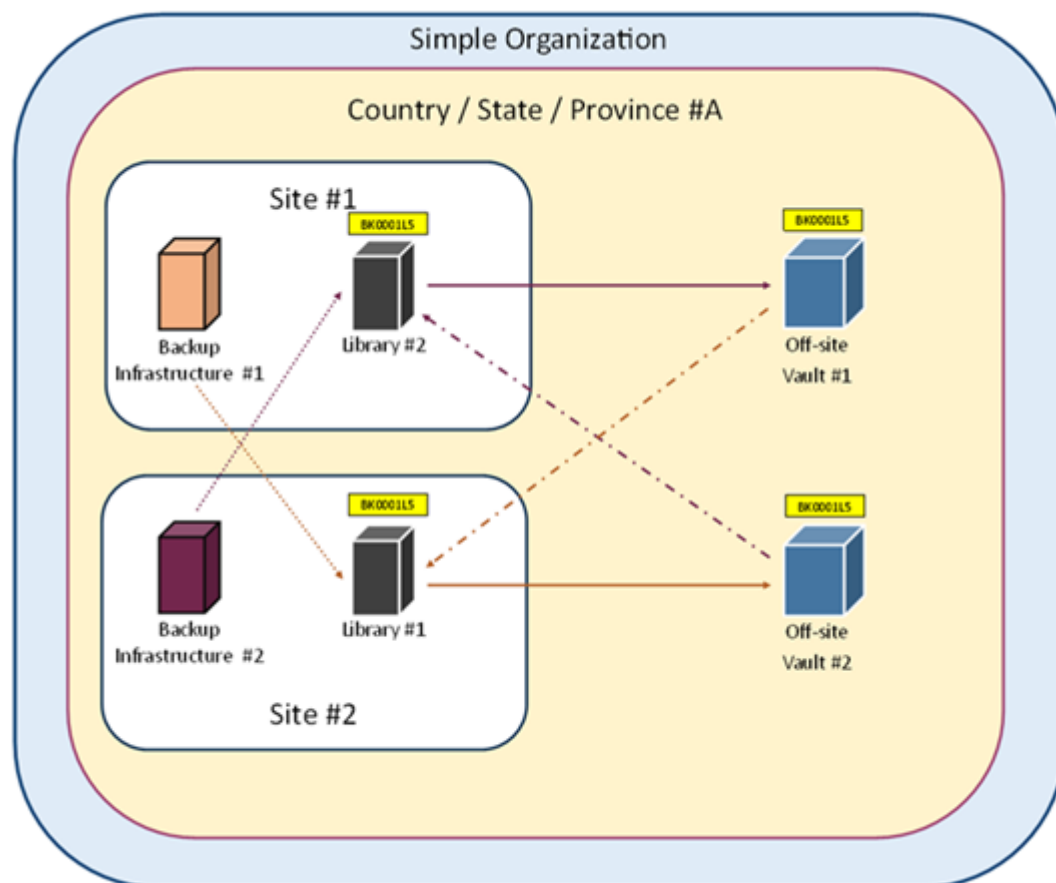 Simple Organization
Country / State / Province #A
Site #1
BK0001L5
BK0001L5
Backup
Infrastructure #1
Library #2
Off-site
Vault #1
BK0001L5
BK0001L5
Backup
Infrastructure #2
Library #1
Off-site
Vault #2
Site #2